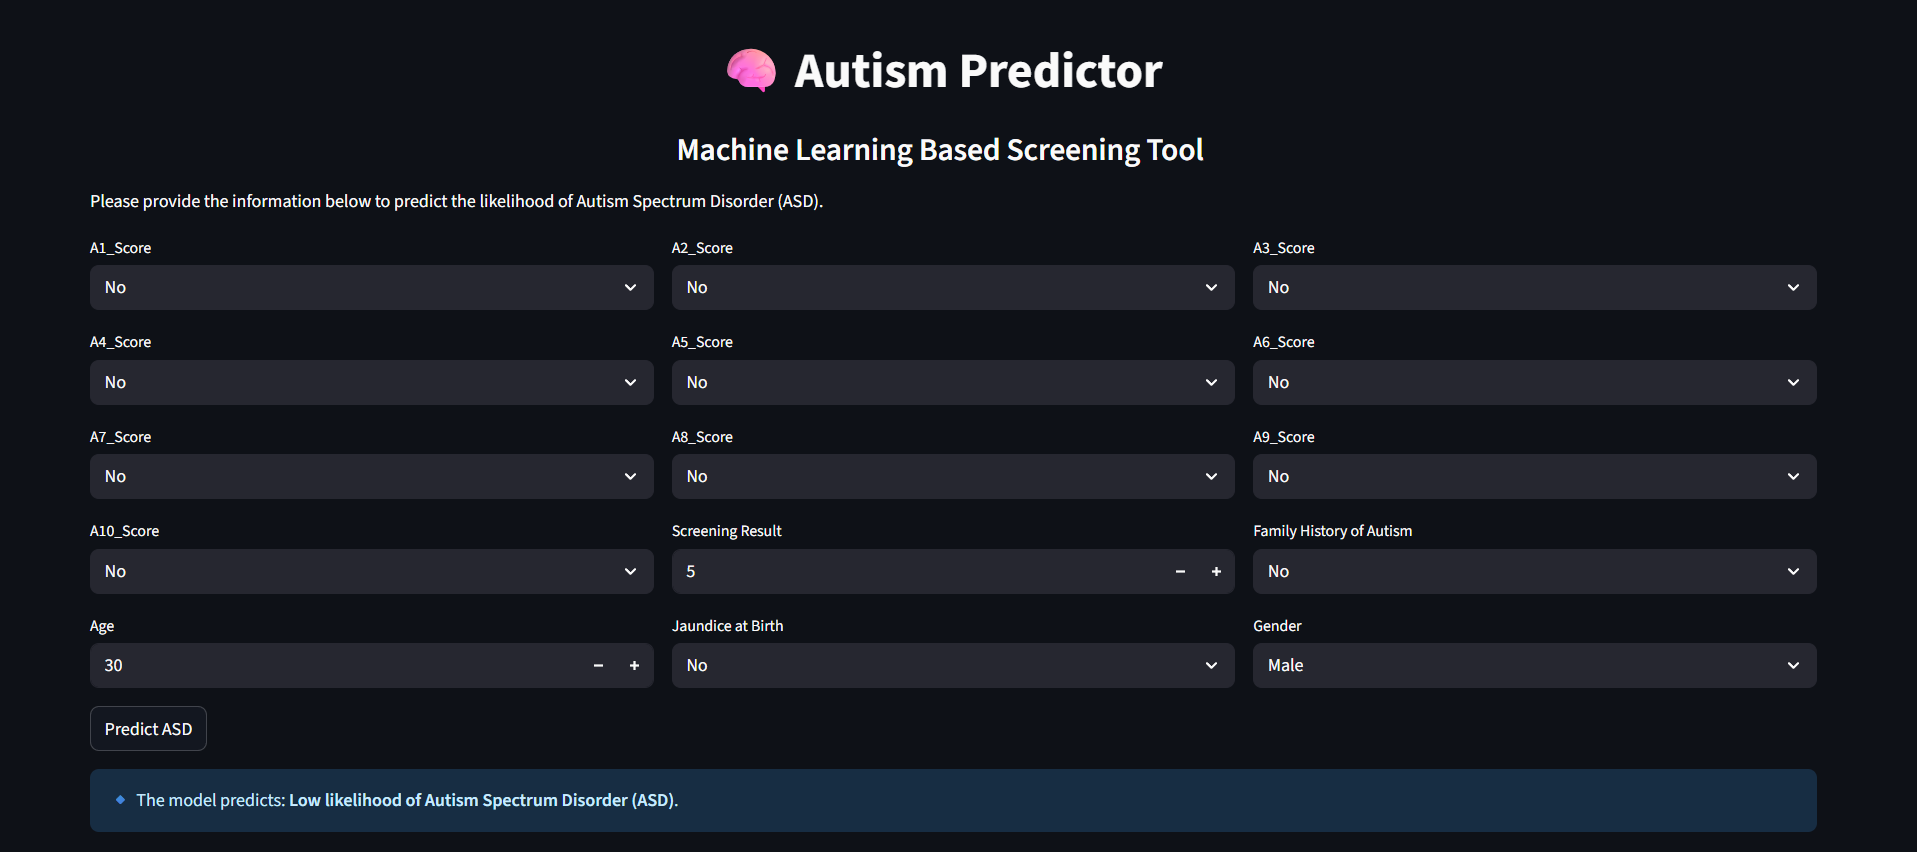 Autism Predictor
Machine Learning Based Screening Tool
Please provide the information below to predict the likelihood of Autism Spectrum Disorder (ASD).
A1_Score
No
A2_Score
No
A3_Score
No
A4_Score
No
A5_Score
No
A6_Score
No
A7_Score
No
A8_Score
No
A9_Score
No
A10_Score
No
Screening Result
5
Family History of Autism
No
Age
30
Jaundice at Birth
No
Gender
Male
Predict ASD
The model predicts: Low likelihood of Autism Spectrum Disorder (ASD).